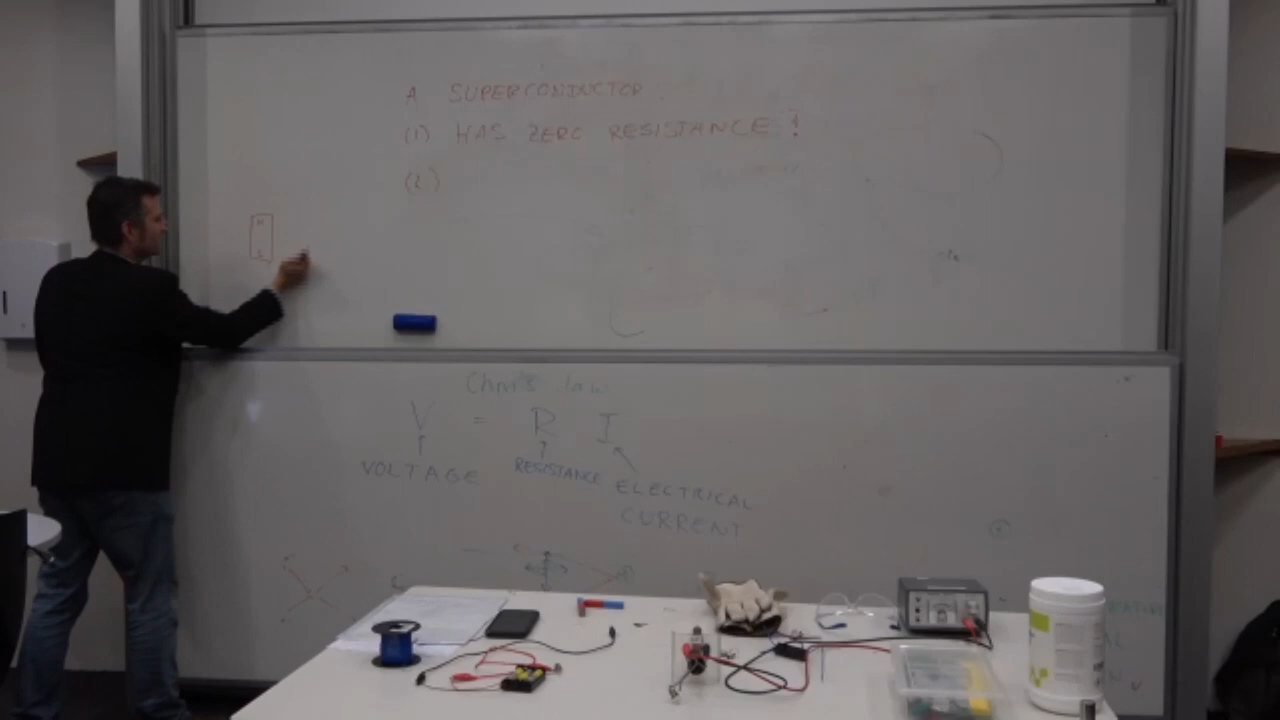 A SUPERCONDUCTOR
(1) HAS ZERO RESISTANCE !
(2)
N
S
Ohm's law
V = R I
VOLTAGE RESISTANCE ELECTRICAL
CURRENT